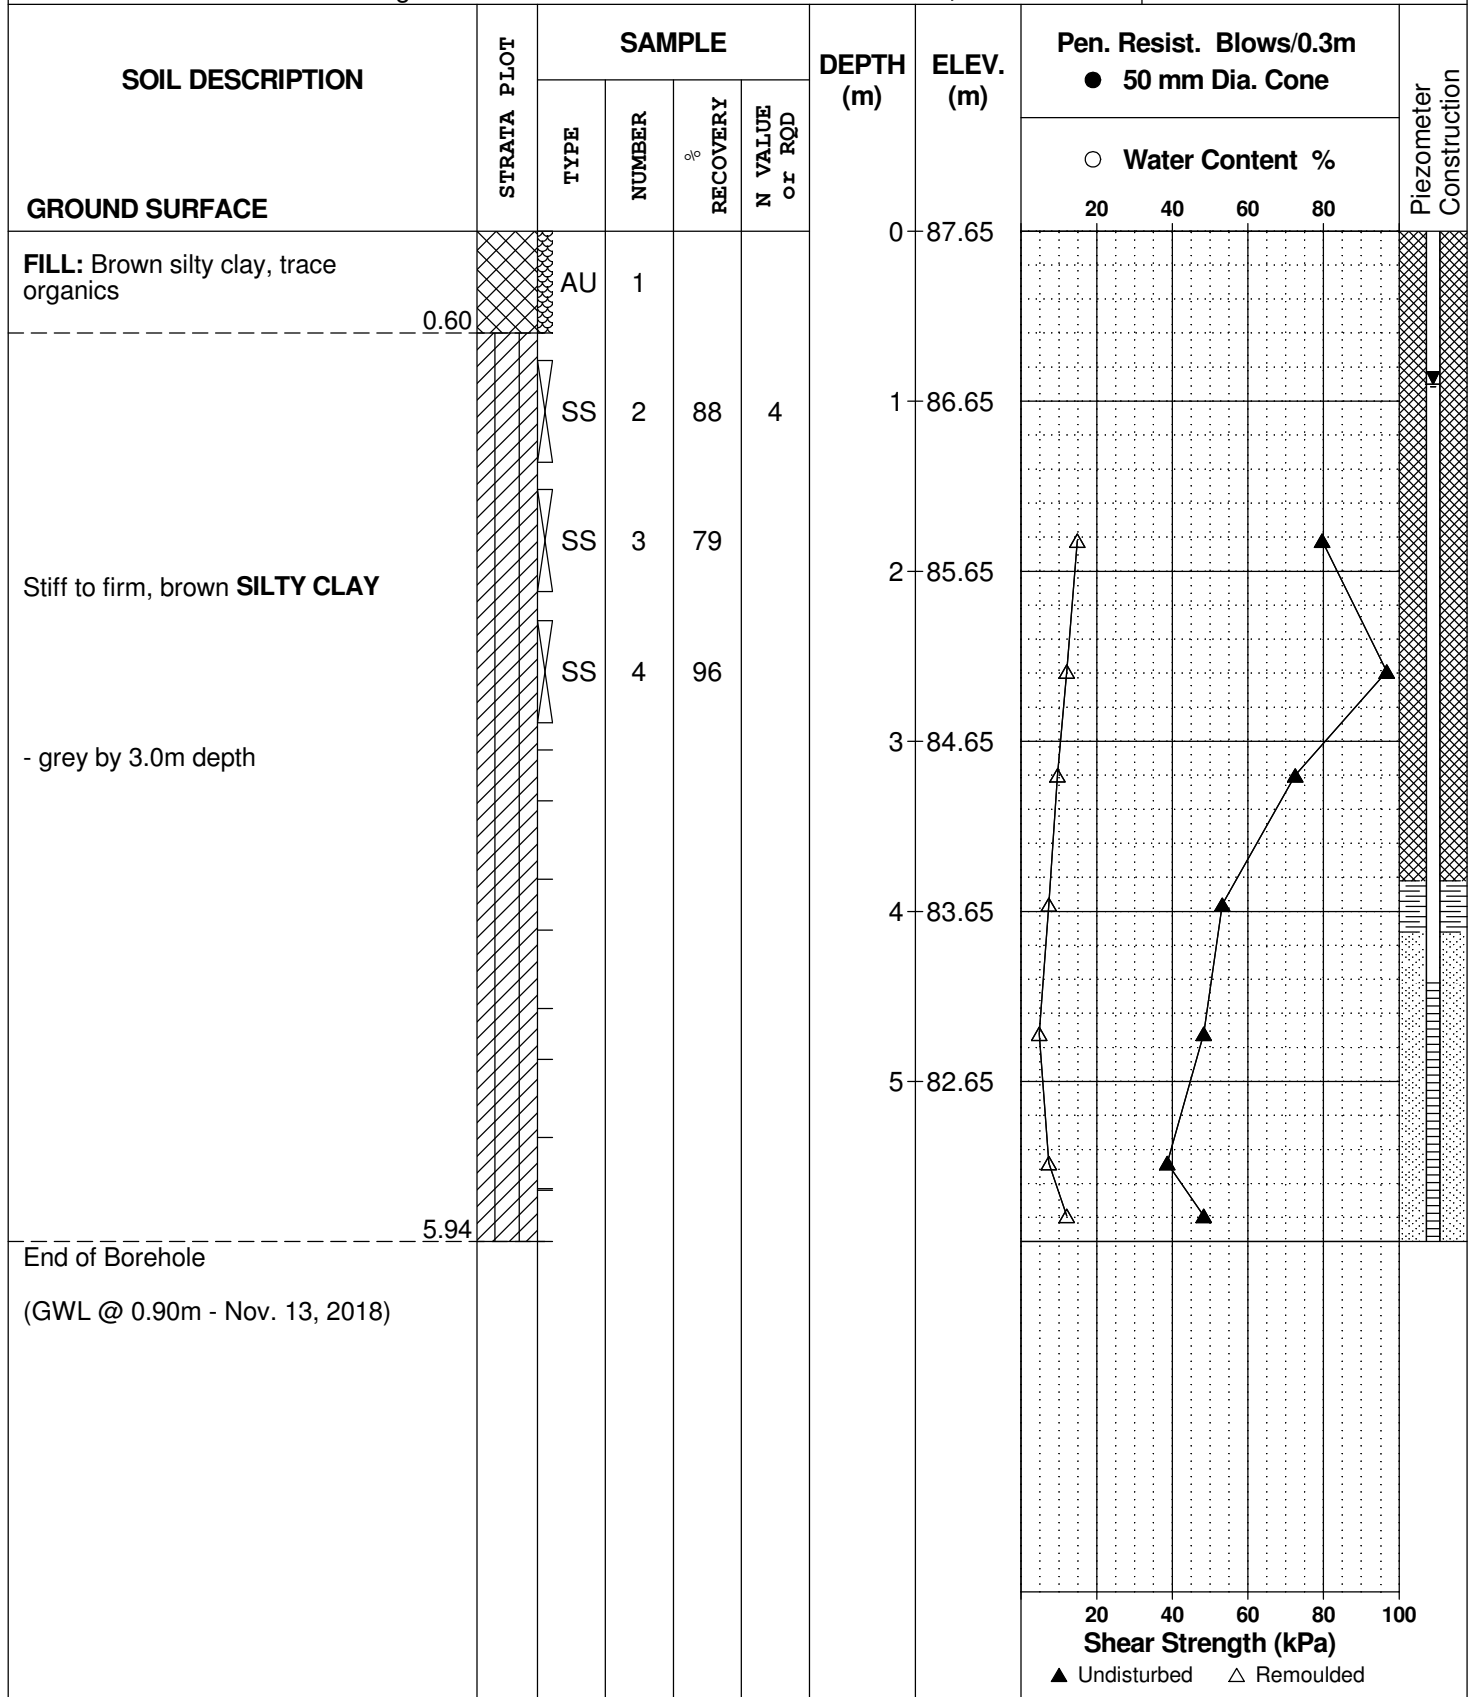 SOIL DESCRIPTION
GROUND SURFACE
STRATA PLOT
SAMPLE
TYPE
NUMBER
%
RECOVERY
N VALUE
or RQD
DEPTH
(m)
ELEV.
(m)
Pen. Resist. Blows/0.3m
● 50 mm Dia. Cone
○ Water Content %
20 40 60 80
Piezometer
Construction
0 87.65
FILL: Brown silty clay, trace
organics
0.60
AU 1
1 86.65
SS 2 88 4
SS 3 79
2 85.65
Stiff to firm, brown SILTY CLAY
SS 4 96
3 84.65
- grey by 3.0m depth
4 83.65
5 82.65
5.94
End of Borehole
(GWL @ 0.90m - Nov. 13, 2018)
20 40 60 80 100
Shear Strength (kPa)
▲ Undisturbed △ Remoulded